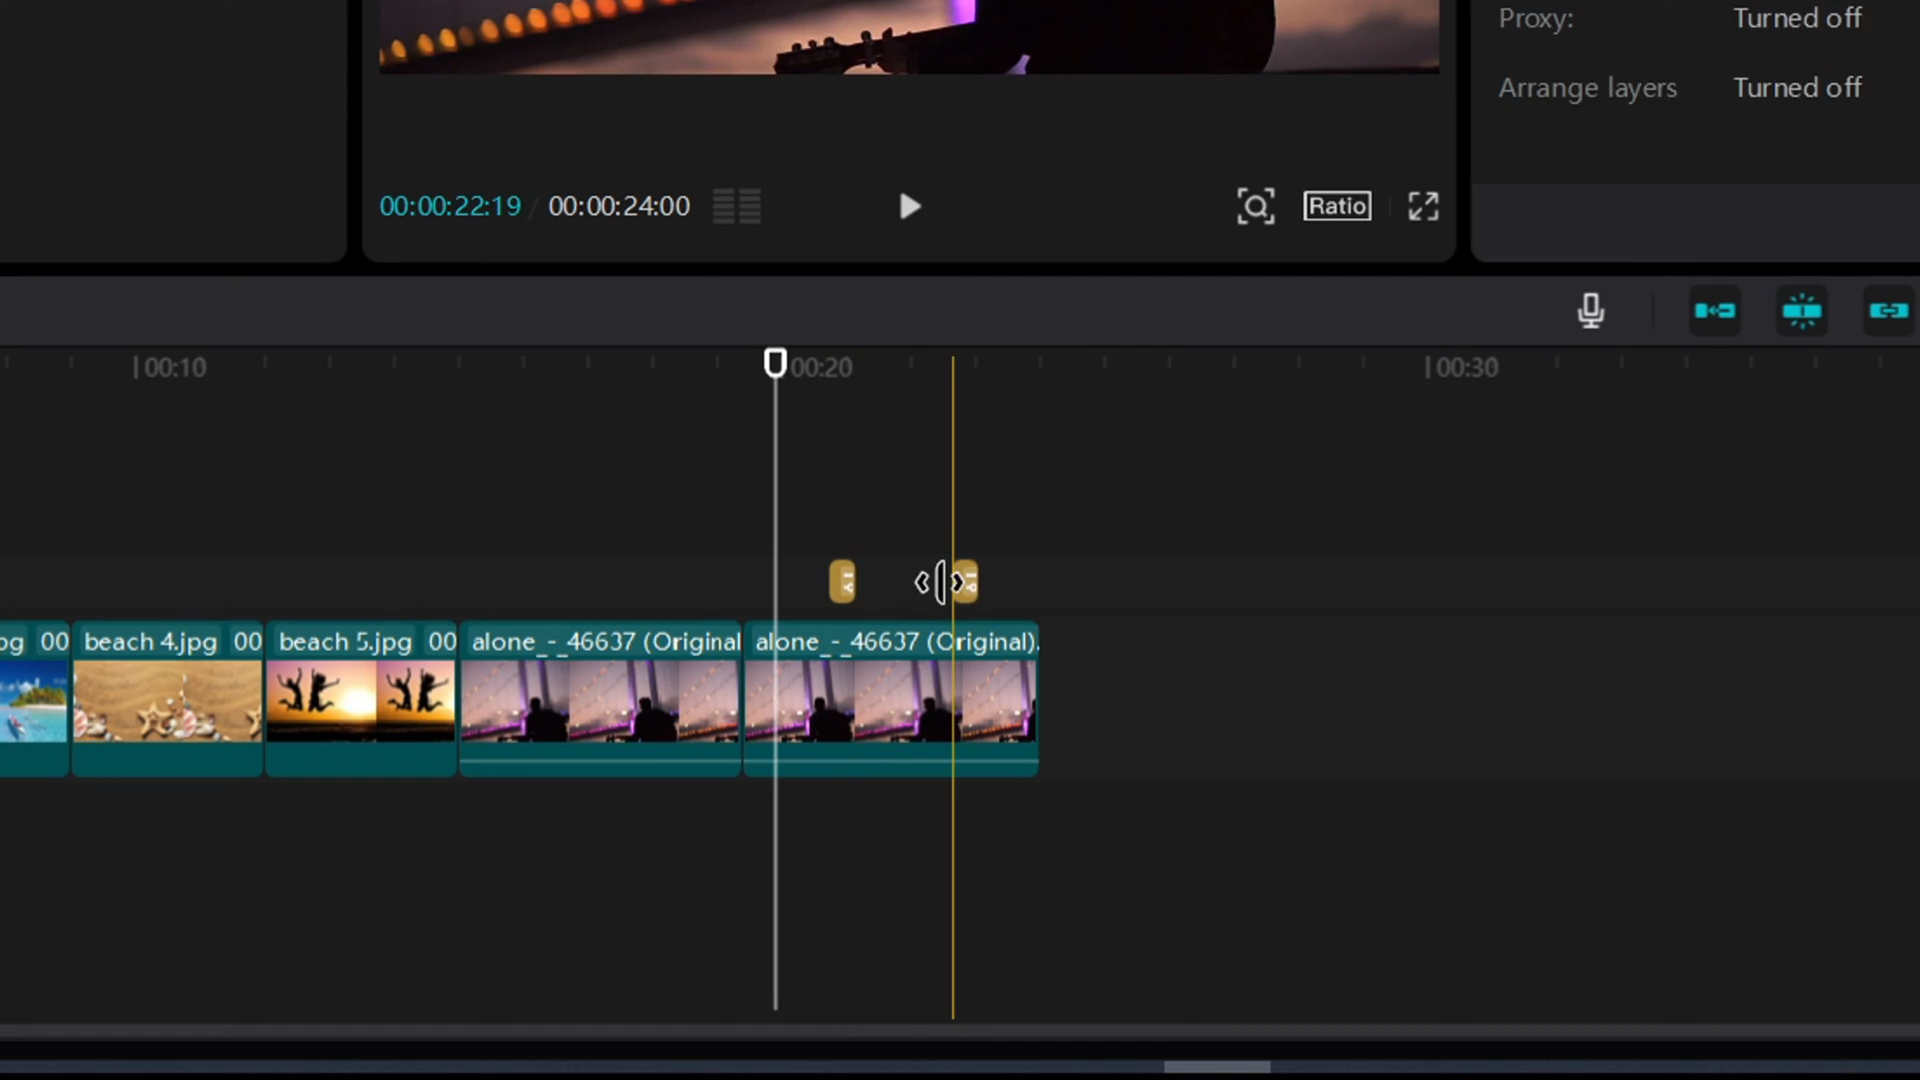 Proxy: Turned off
Arrange layers Turned off
00:00:22:19 / 00:00:24:00
Ratio
00:10 00:20 00:30
pg 00
beach 4.jpg 00
beach 5.jpg 00
alone_-_46637 (Original
alone_-_46637 (Original).